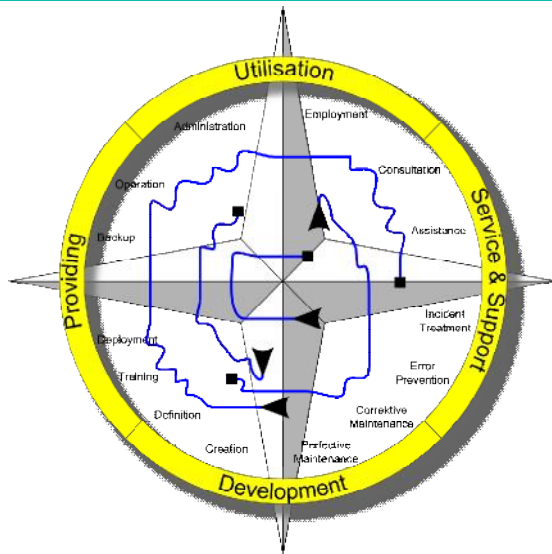 Utilisation
Employment
Administration
Consultation
Operation
Service & Support
Assistance
Backup
Providing
Incident
Treatment
Deployment
Error
Prevention
Training
Definition
Correktive
Maintenance
Creation
Perfective
Maintenance
Development